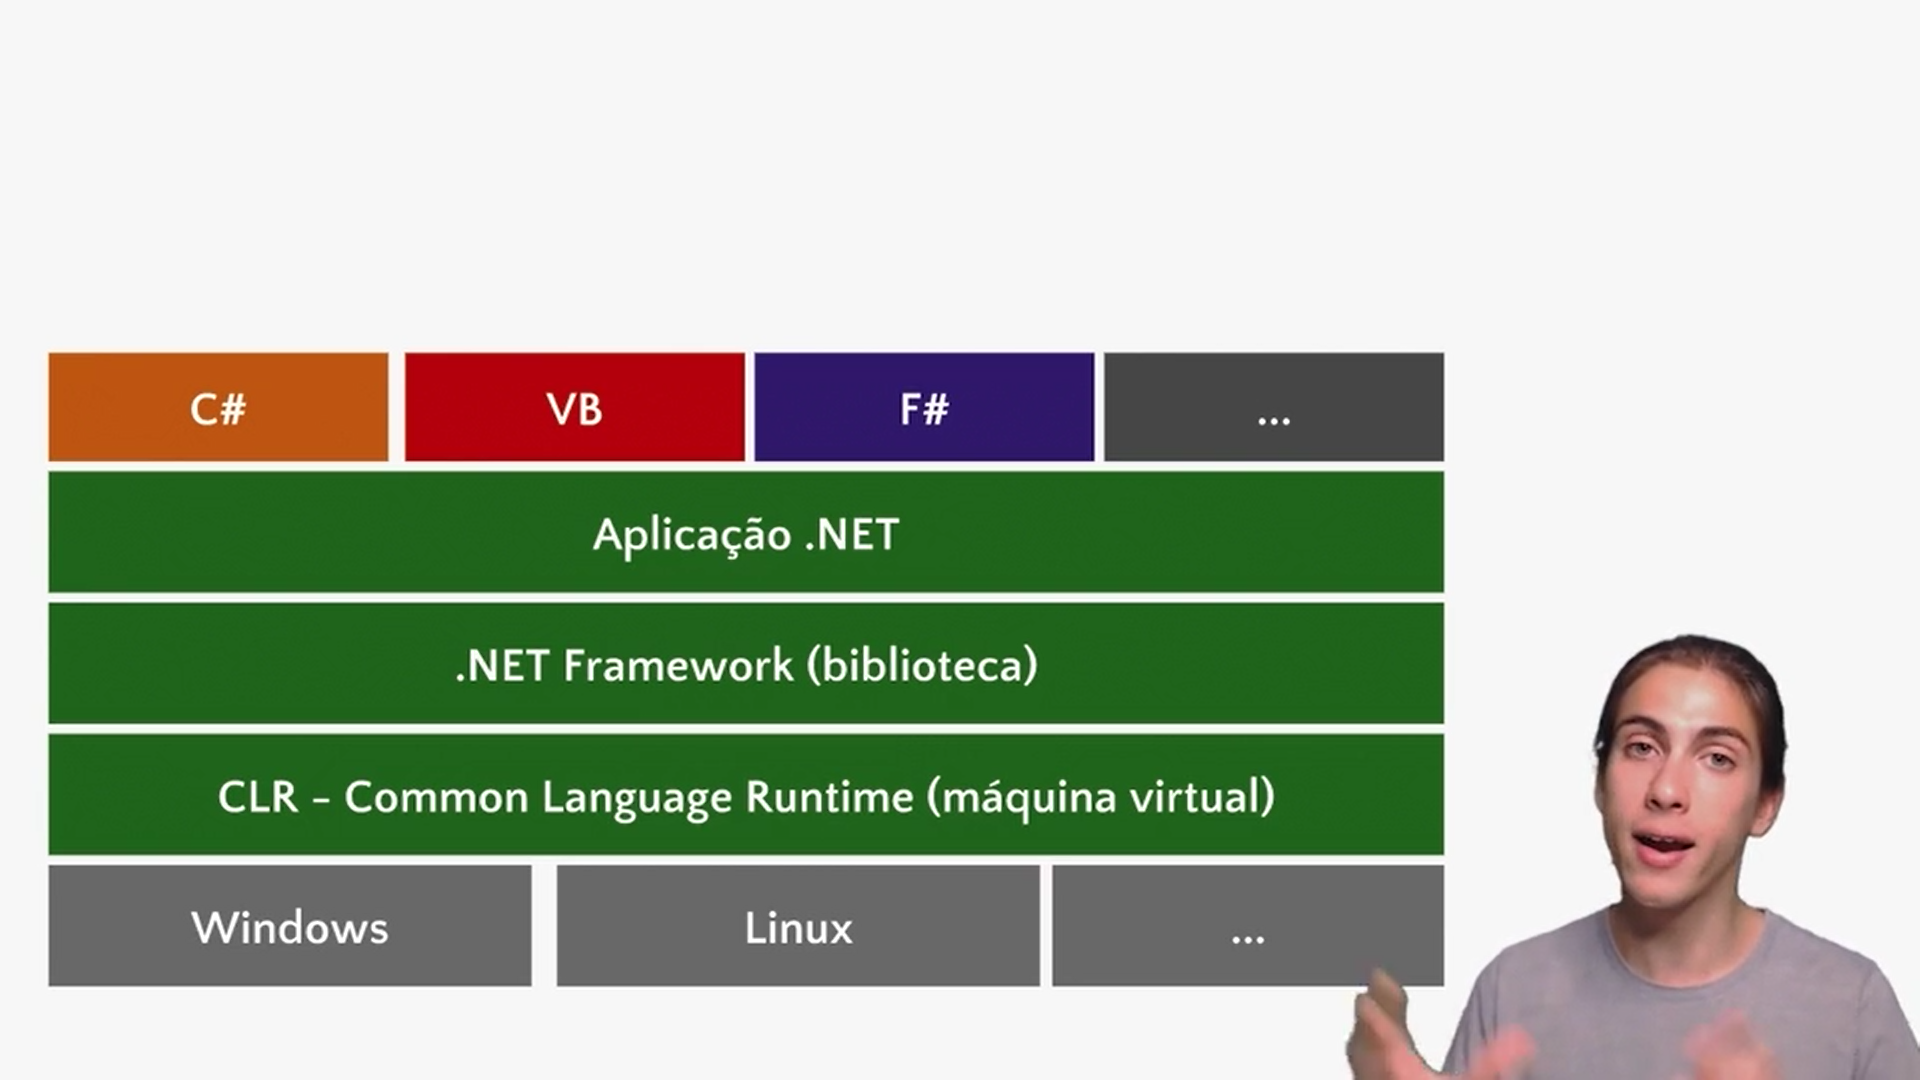 C#
VB
F#
...
Aplicação .NET
.NET Framework (biblioteca)
CLR – Common Language Runtime (máquina virtual)
Windows
Linux
...